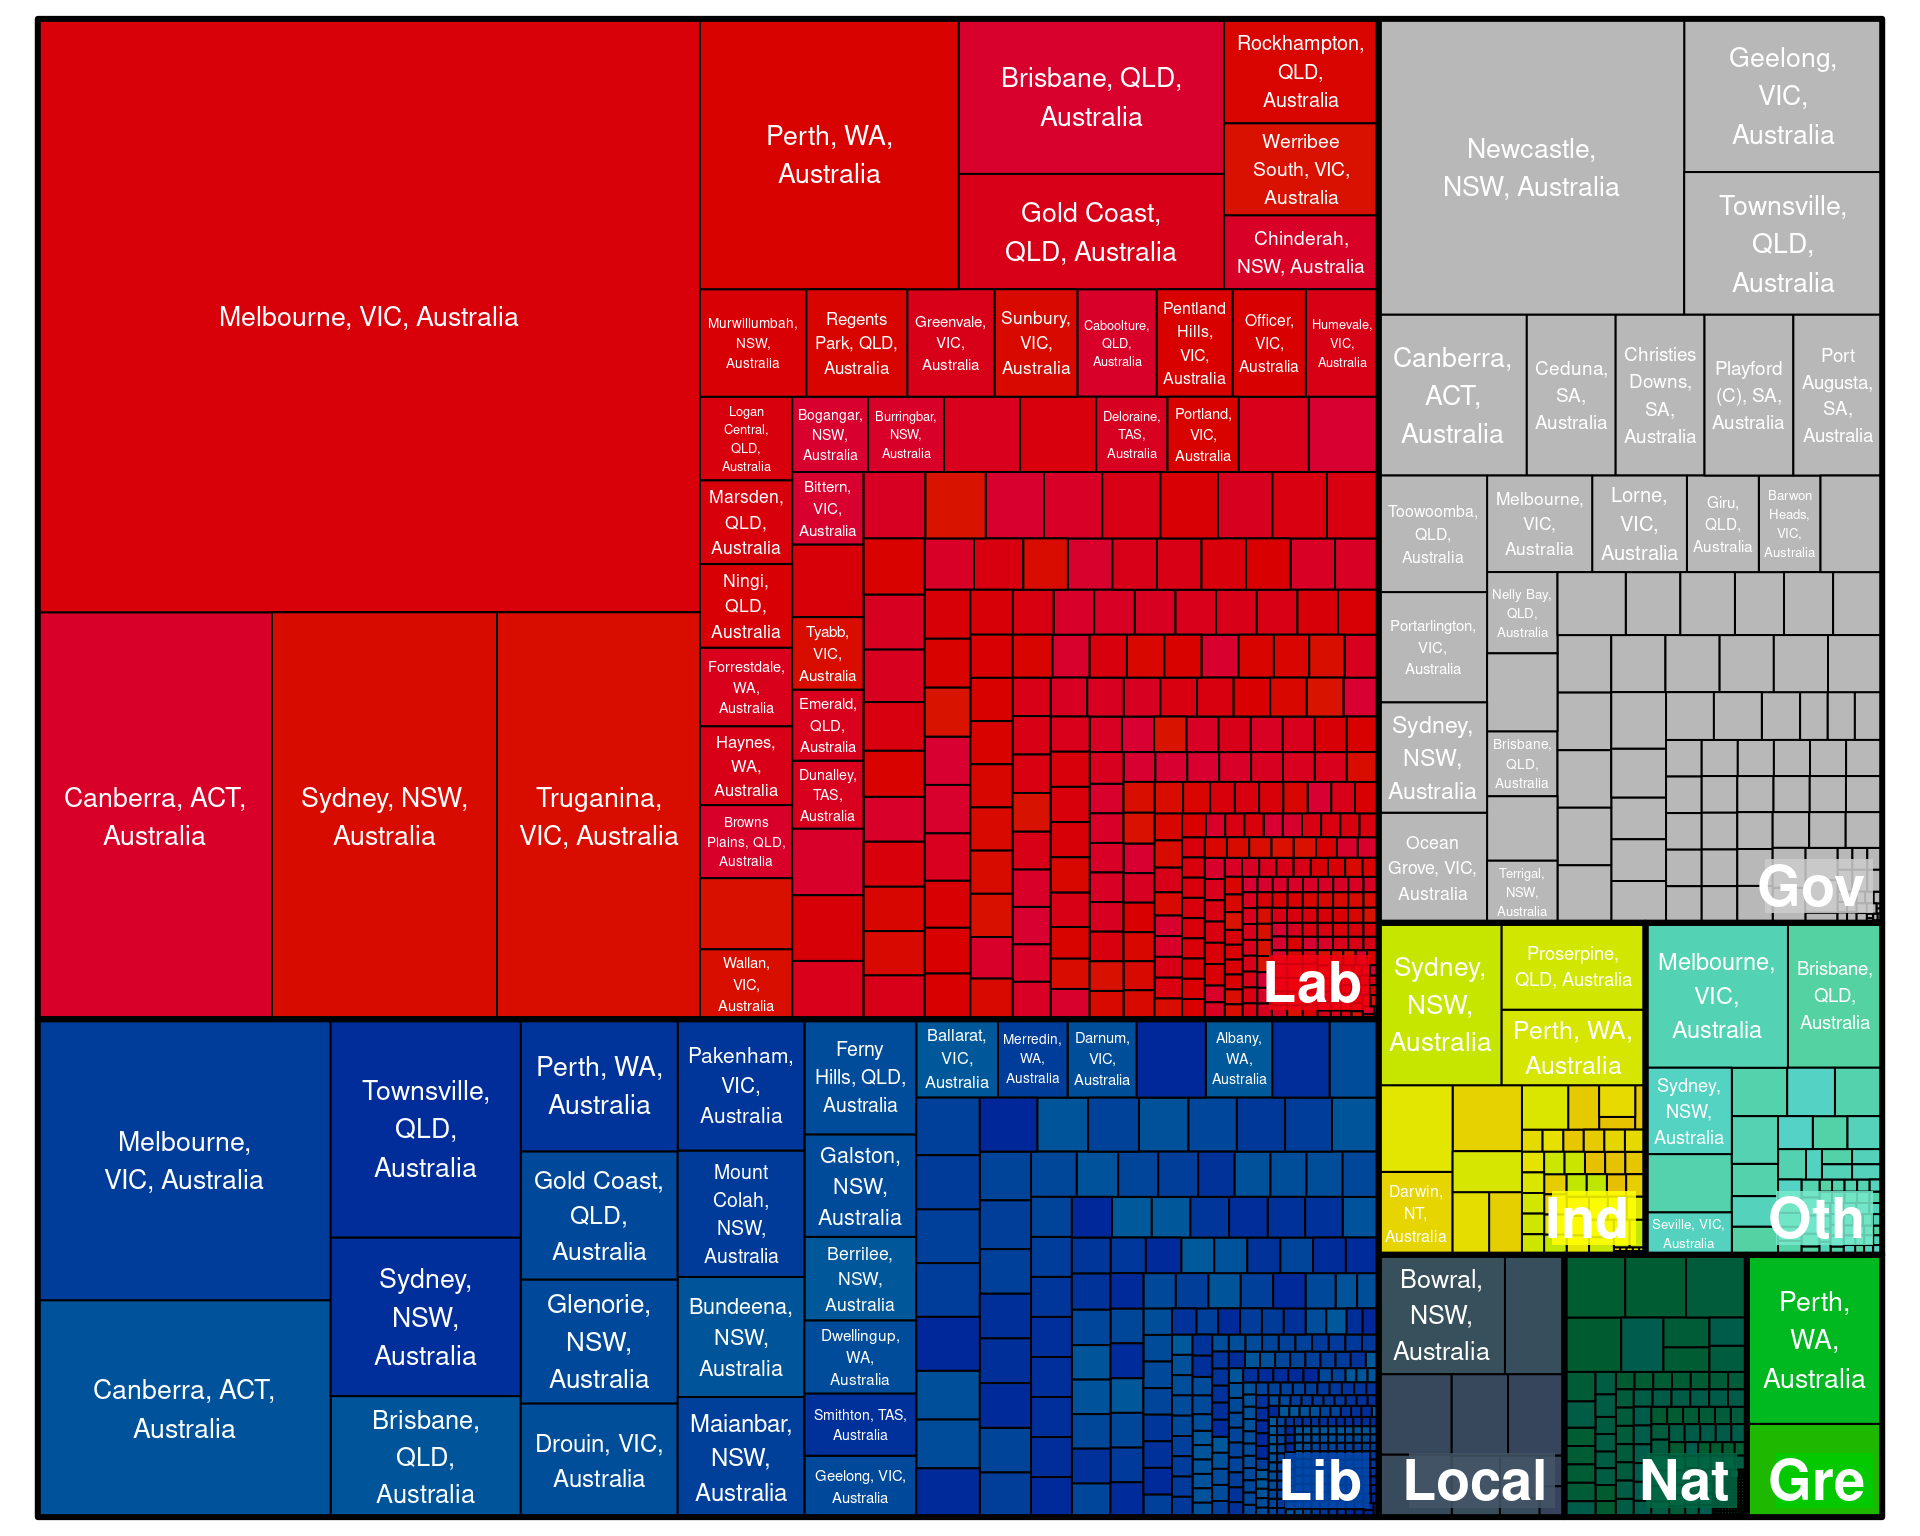 Melbourne, VIC, Australia
Canberra, ACT,
Australia
Sydney, NSW,
Australia
Truganina,
VIC, Australia
Perth, WA,
Australia
Brisbane, QLD,
Australia
Gold Coast,
QLD, Australia
Rockhampton,
QLD,
Australia
Werribee
South, VIC,
Australia
Chinderah,
NSW, Australia
Murwillumbah,
NSW,
Australia
Regents
Park, QLD,
Australia
Greenvale,
VIC,
Australia
Sunbury,
VIC,
Australia
Caboolture,
QLD,
Australia
Pentland
Hills,
VIC,
Australia
Officer,
VIC,
Australia
Humevale,
VIC,
Australia
Logan
Central,
QLD,
Australia
Marsden,
QLD,
Australia
Ningi,
QLD,
Australia
Forrestdale,
WA,
Australia
Haynes,
WA,
Australia
Browns
Plains, QLD,
Australia
Wallan,
VIC,
Australia
Bogangar,
NSW,
Australia
Burringbar,
NSW,
Australia
Deloraine,
TAS,
Australia
Portland,
VIC,
Australia
Bittern,
VIC,
Australia
Tyabb,
VIC,
Australia
Emerald,
QLD,
Australia
Dunalley,
TAS,
Australia
Lab
Newcastle,
NSW, Australia
Geelong,
VIC,
Australia
Townsville,
QLD,
Australia
Canberra,
ACT,
Australia
Ceduna,
SA,
Australia
Christies
Downs,
SA,
Australia
Playford
(C), SA,
Australia
Port
Augusta,
SA,
Australia
Toowoomba,
QLD,
Australia
Portarlington,
VIC,
Australia
Sydney,
NSW,
Australia
Ocean
Grove, VIC,
Australia
Melbourne,
VIC,
Australia
Lorne,
VIC,
Australia
Giru,
QLD,
Australia
Barwon
Heads,
VIC,
Australia
Nelly Bay,
QLD,
Australia
Brisbane,
QLD,
Australia
Terrigal,
NSW,
Australia
Gov
Melbourne,
VIC, Australia
Canberra, ACT,
Australia
Townsville,
QLD,
Australia
Sydney,
NSW,
Australia
Brisbane,
QLD,
Australia
Perth, WA,
Australia
Gold Coast,
QLD,
Australia
Glenorie,
NSW,
Australia
Drouin, VIC,
Australia
Pakenham,
VIC,
Australia
Mount
Colah,
NSW,
Australia
Bundeena,
NSW,
Australia
Maianbar,
NSW,
Australia
Ferny
Hills, QLD,
Australia
Galston,
NSW,
Australia
Berrilee,
NSW,
Australia
Dwellingup,
WA,
Australia
Smithton, TAS,
Australia
Geelong, VIC,
Australia
Ballarat,
VIC,
Australia
Merredin,
WA,
Australia
Darnum,
VIC,
Australia
Albany,
WA,
Australia
Lib
Sydney,
NSW,
Australia
Proserpine,
QLD, Australia
Perth, WA,
Australia
Darwin,
NT,
Australia
Ind
Melbourne,
VIC,
Australia
Brisbane,
QLD,
Australia
Sydney,
NSW,
Australia
Seville, VIC,
Australia
Oth
Bowral,
NSW,
Australia
Local
Nat
Perth,
WA,
Australia
Gre